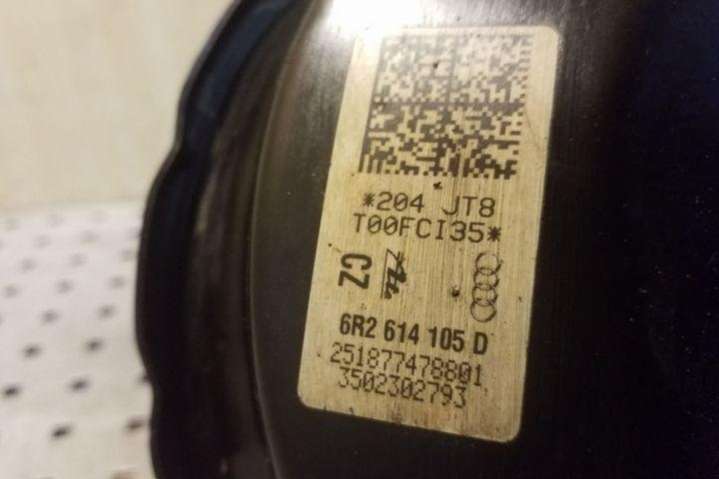 *204 JT8
T00FCI35*
CZ
6R2 614 105 D
251877478801
3502302793